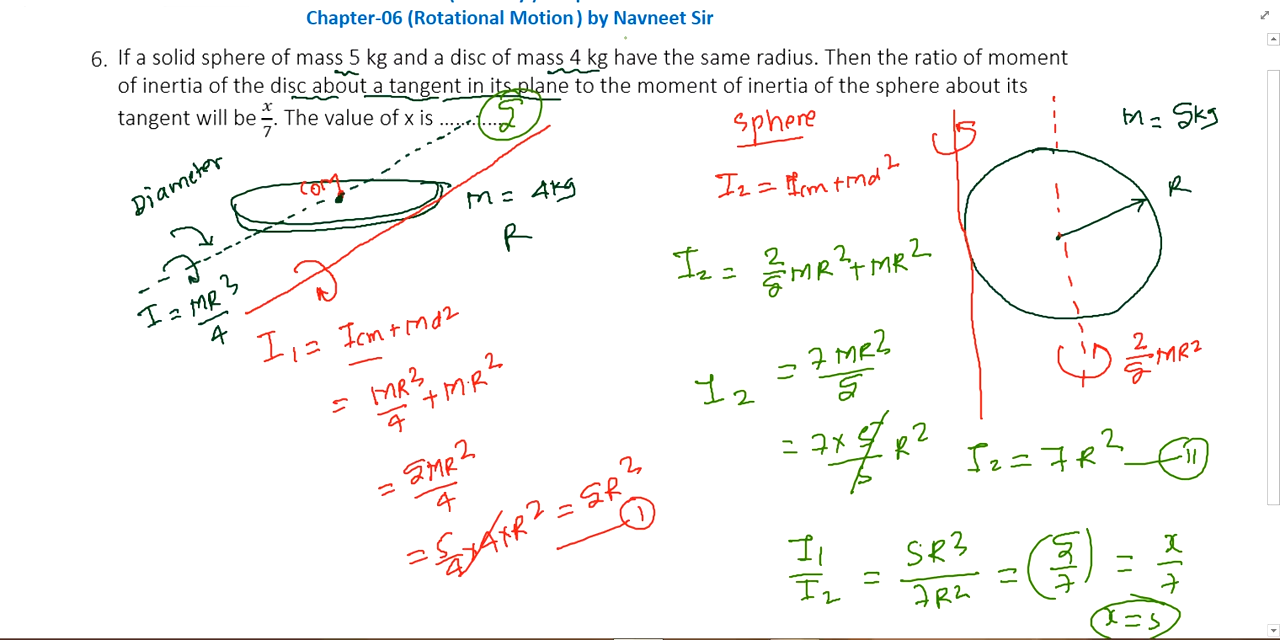 Chapter-06 (Rotational Motion ) by Navneet Sir
6. If a solid sphere of mass 5 kg and a disc of mass 4 kg have the same radius. Then the ratio of moment
of inertia of the disc about a tangent in its plane to the moment of inertia of the sphere about its
tangent will be x/7. The value of x is ............
5
Diameter
COM
m = 4kg
R
I = MR²/4
I₁ = Icm + md²
= MR²/4 + M·R²
= 5MR²/4
= 5/4 × 4 × R² = 5R² — ①
Sphere
m = 5kg
R
I₂ = Icm + md²
I₂ = 2/5 MR² + MR²
2/5 MR²
I₂ = 7MR²/5
= 7 × 5/5 R²
I₂ = 7R² — (11)
I₁/I₂ = 5R²/7R² = (5/7) = x/7
x = 5